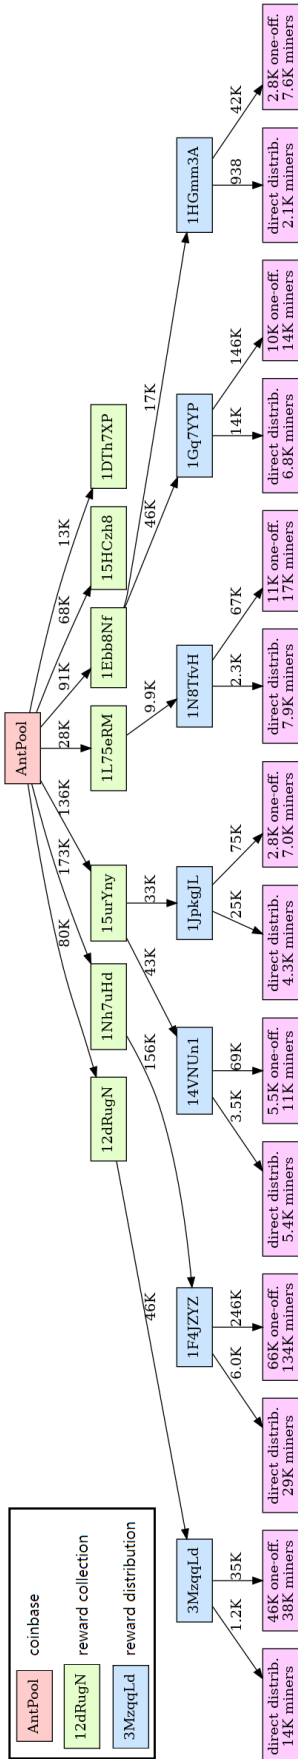 AntPool
coinbase
12dRugN
reward collection
3MzqqLd
reward distribution
AntPool
80K
173K
136K
28K
91K
68K
13K
12dRugN
1Nh7uHd
15urYny
1L75eRM
1Ebb8Nf
15HCzh8
1DTh7XP
46K
156K
43K
33K
9.9K
46K
17K
3MzqqLd
1F4JZYZ
14VNUn1
1JpkgJL
1N8TfvH
1Gq7YYP
1HGmm3A
1.2K
35K
6.0K
246K
3.5K
69K
25K
75K
2.3K
67K
14K
146K
938
42K
direct distrib.
14K miners
46K one-off.
38K miners
direct distrib.
29K miners
66K one-off.
134K miners
direct distrib.
5.4K miners
5.5K one-off.
11K miners
direct distrib.
4.3K miners
2.8K one-off.
7.0K miners
direct distrib.
7.9K miners
11K one-off.
17K miners
direct distrib.
6.8K miners
10K one-off.
14K miners
direct distrib.
2.1K miners
2.8K one-off.
7.6K miners